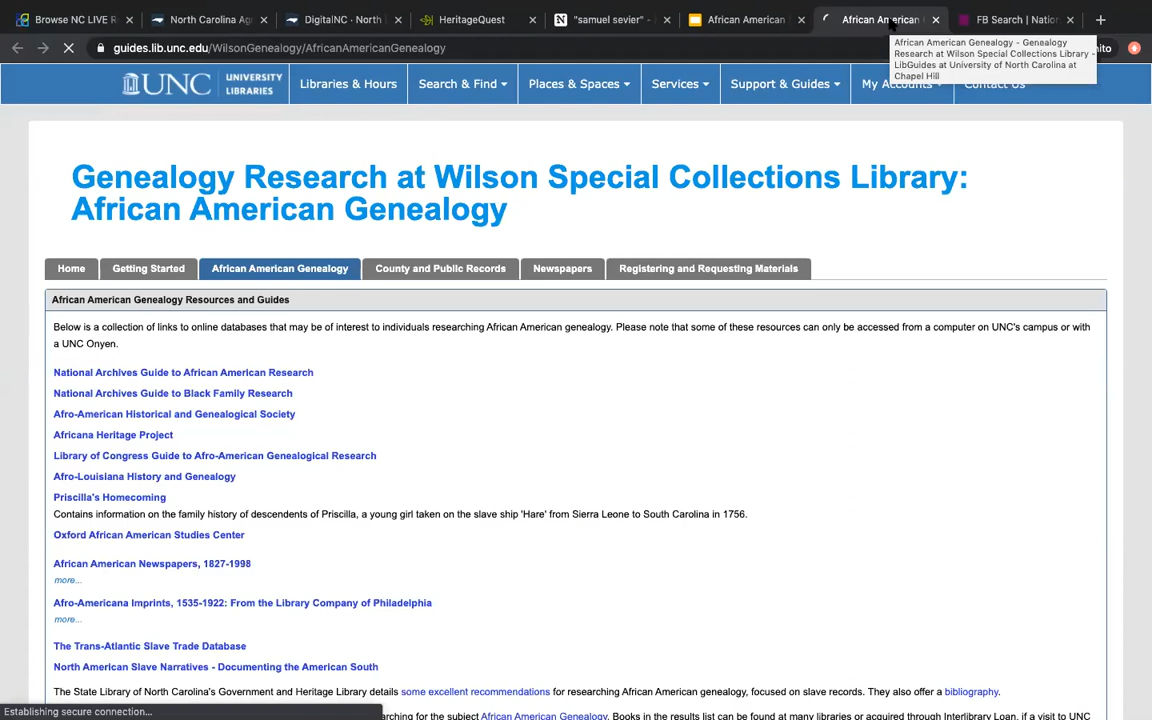 Browse NC LIVE R
North Carolina Ag
DigitalNC · North
HeritageQuest
"samuel sevier" -
African American
African American
FB Search | Natio
guides.lib.unc.edu/WilsonGenealogy/AfricanAmericanGenealogy
African American Genealogy - Genealogy
Research at Wilson Special Collections Library -
LibGuides at University of North Carolina at
Chapel Hill
UNC UNIVERSITY LIBRARIES
Libraries & Hours
Search & Find
Places & Spaces
Services
Support & Guides
My Accounts
Contact Us
Genealogy Research at Wilson Special Collections Library:
African American Genealogy
Home
Getting Started
African American Genealogy
County and Public Records
Newspapers
Registering and Requesting Materials
African American Genealogy Resources and Guides
Below is a collection of links to online databases that may be of interest to individuals researching African American genealogy. Please note that some of these resources can only be accessed from a computer on UNC's campus or with
a UNC Onyen.
National Archives Guide to African American Research
National Archives Guide to Black Family Research
Afro-American Historical and Genealogical Society
Africana Heritage Project
Library of Congress Guide to Afro-American Genealogical Research
Afro-Louisiana History and Genealogy
Priscilla's Homecoming
Contains information on the family history of descendents of Priscilla, a young girl taken on the slave ship 'Hare' from Sierra Leone to South Carolina in 1756.
Oxford African American Studies Center
African American Newspapers, 1827-1998
more...
Afro-Americana Imprints, 1535-1922: From the Library Company of Philadelphia
more...
The Trans-Atlantic Slave Trade Database
North American Slave Narratives - Documenting the American South
The State Library of North Carolina's Government and Heritage Library details some excellent recommendations for researching African American genealogy, focused on slave records. They also offer a bibliography.
Establishing secure connection...
arching for the subject African American Genealogy. Books in the results list can be found at many libraries or acquired through Interlibrary Loan, if a visit to UNC